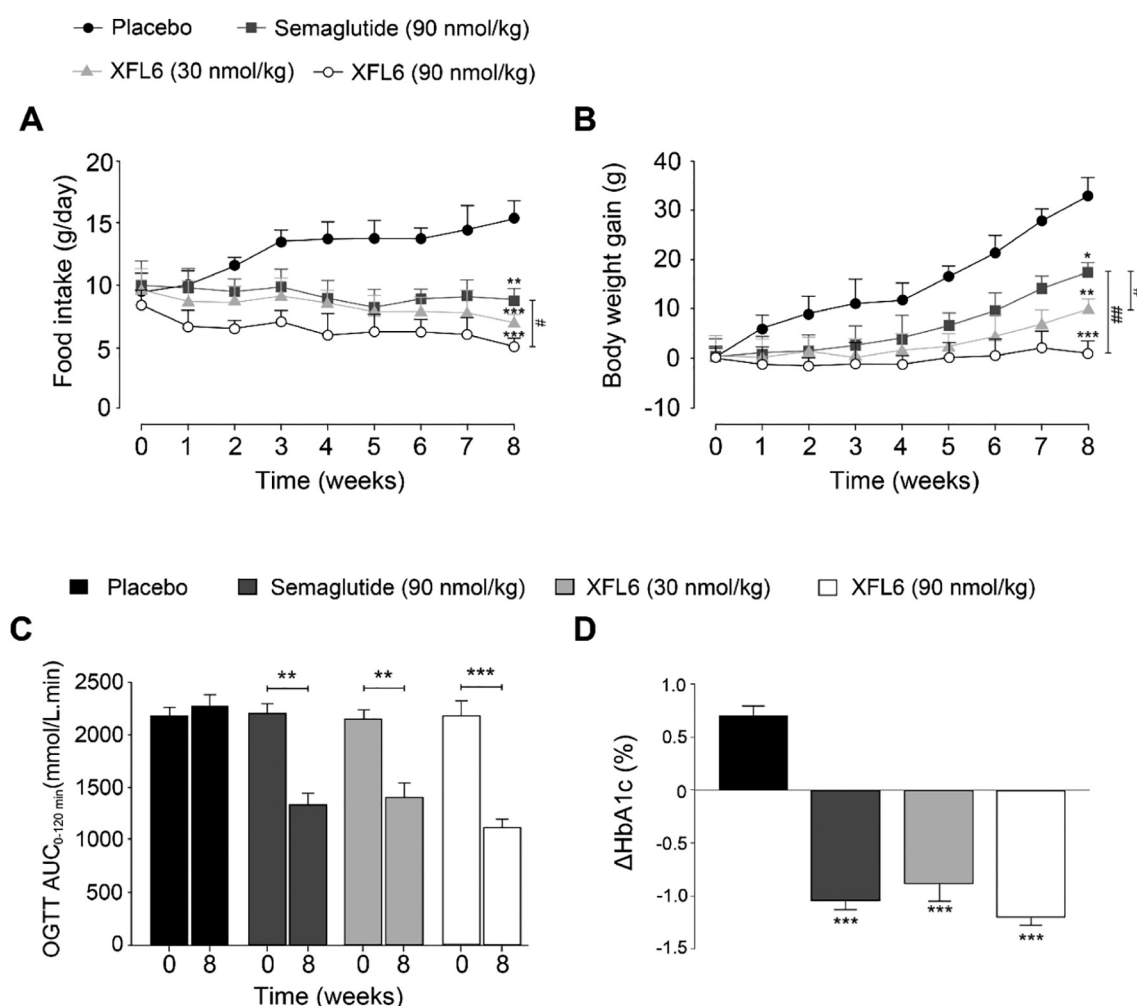 Placebo Semaglutide (90 nmol/kg)
XFL6 (30 nmol/kg) XFL6 (90 nmol/kg)
A
Food intake (g/day)
20
15
10
5
0
**
***
***
#
0 1 2 3 4 5 6 7 8
Time (weeks)
B
Body weight gain (g)
40
30
20
10
0
-10
*
**
***
##
#
0 1 2 3 4 5 6 7 8
Time (weeks)
Placebo Semaglutide (90 nmol/kg) XFL6 (30 nmol/kg) XFL6 (90 nmol/kg)
C
OGTT AUC0-120 min(mmol/L.min)
2500
2000
1500
1000
500
0
** ** ***
0 8 0 8 0 8 0 8
Time (weeks)
D
ΔHbA1c (%)
1.0
0.5
0
-0.5
-1.0
-1.5
*** *** ***